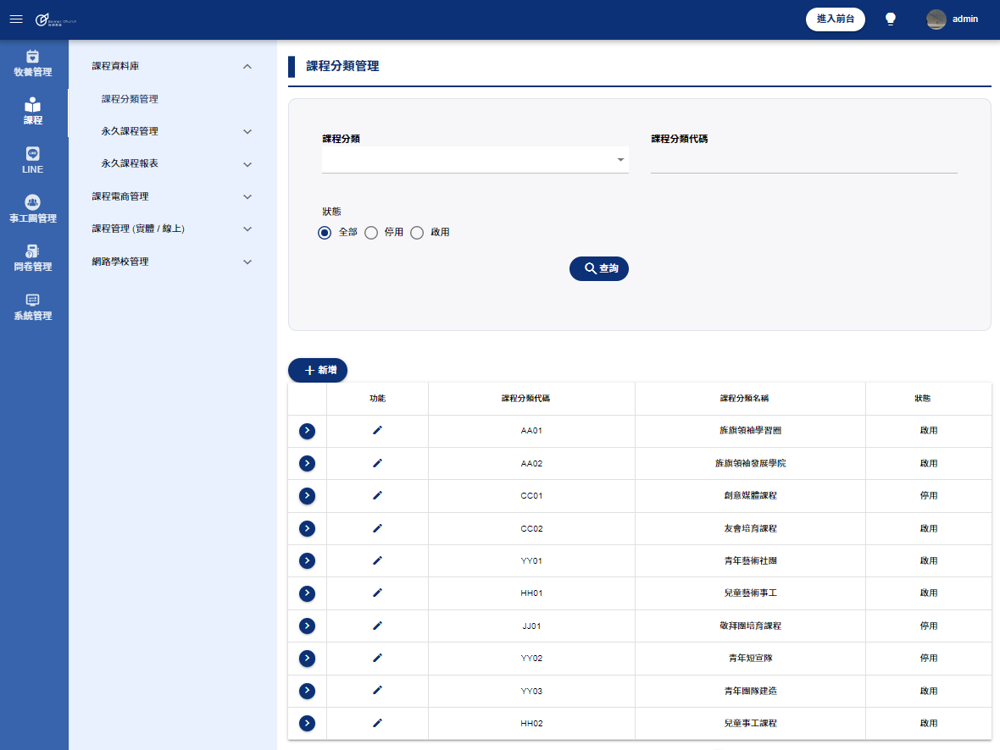 進入前台
admin
牧養管理
課程
LINE
事工團管理
問卷管理
系統管理
課程資料庫
課程分類管理
永久課程管理
永久課程報表
課程電商管理
課程管理 (實體 / 線上)
網路學校管理
課程分類管理
課程分類
課程分類代碼
狀態
全部 停用 啟用
查詢
新增
功能 課程分類代碼 課程分類名稱 狀態
AA01 旌旗領袖學習圈 啟用
AA02 旌旗領袖發展學院 啟用
CC01 創意媒體課程 停用
CC02 友會培育課程 啟用
YY01 青年藝術社團 啟用
HH01 兒童藝術事工 啟用
JJ01 敬拜團培育課程 停用
YY02 青年短宣隊 停用
YY03 青年團隊建造 啟用
HH02 兒童事工課程 啟用